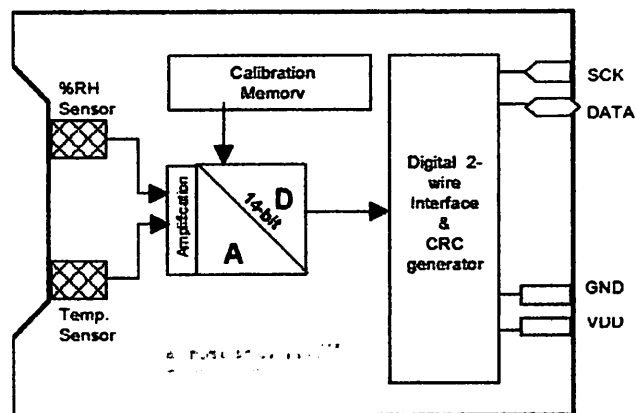 %RH
Sensor
Calibration
Memory
SCK
DATA
Digital 2-
wire
Interface
&
CRC
generator
Amplification
14-bit
D
A
GND
VDD
Temp.
Sensor